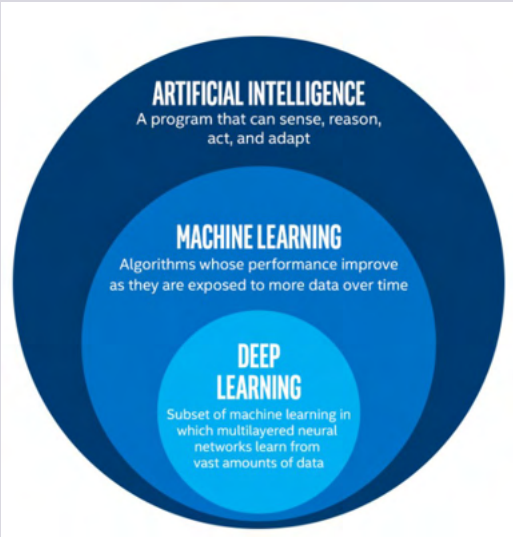 ARTIFICIAL INTELLIGENCE
A program that can sense, reason,
act, and adapt
MACHINE LEARNING
Algorithms whose performance improve
as they are exposed to more data over time
DEEP
LEARNING
Subset of machine learning in
which multilayered neural
networks learn from
vast amounts of data